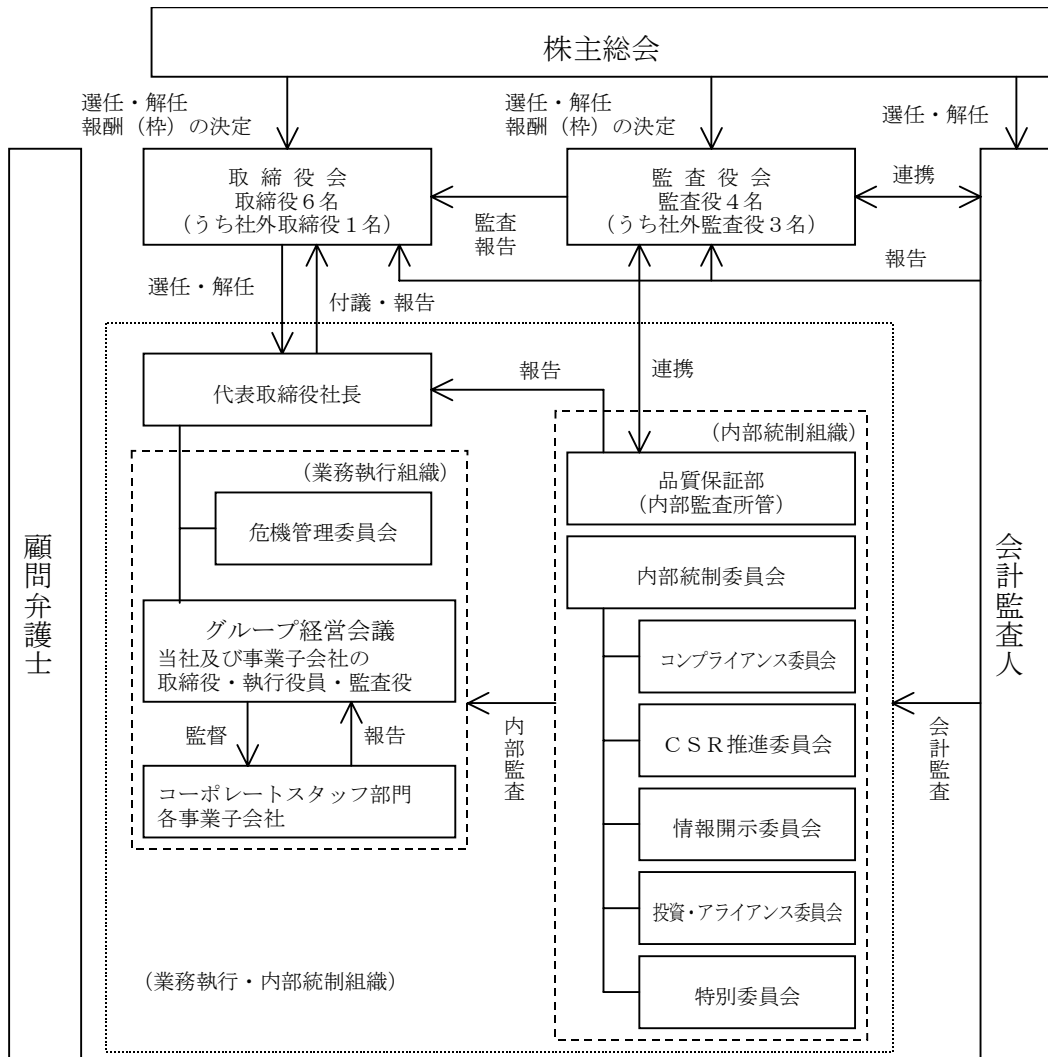 株主総会
選任・解任
報酬（枠）の決定
選任・解任
報酬（枠）の決定
選任・解任
取 締 役 会
取締役６名
（うち社外取締役１名）
監 査 役 会
監査役４名
（うち社外監査役３名）
連携
監査
報告
報告
選任・解任
付議・報告
代表取締役社長
報告
連携
（内部統制組織）
品質保証部
（内部監査所管）
（業務執行組織）
危機管理委員会
内部統制委員会
グループ経営会議
当社及び事業子会社の
取締役・執行役員・監査役
コンプライアンス委員会
監督
報告
内部監査
ＣＳＲ推進委員会
会計監査
コーポレートスタッフ部門
各事業子会社
情報開示委員会
投資・アライアンス委員会
特別委員会
（業務執行・内部統制組織）
顧問弁護士
会計監査人